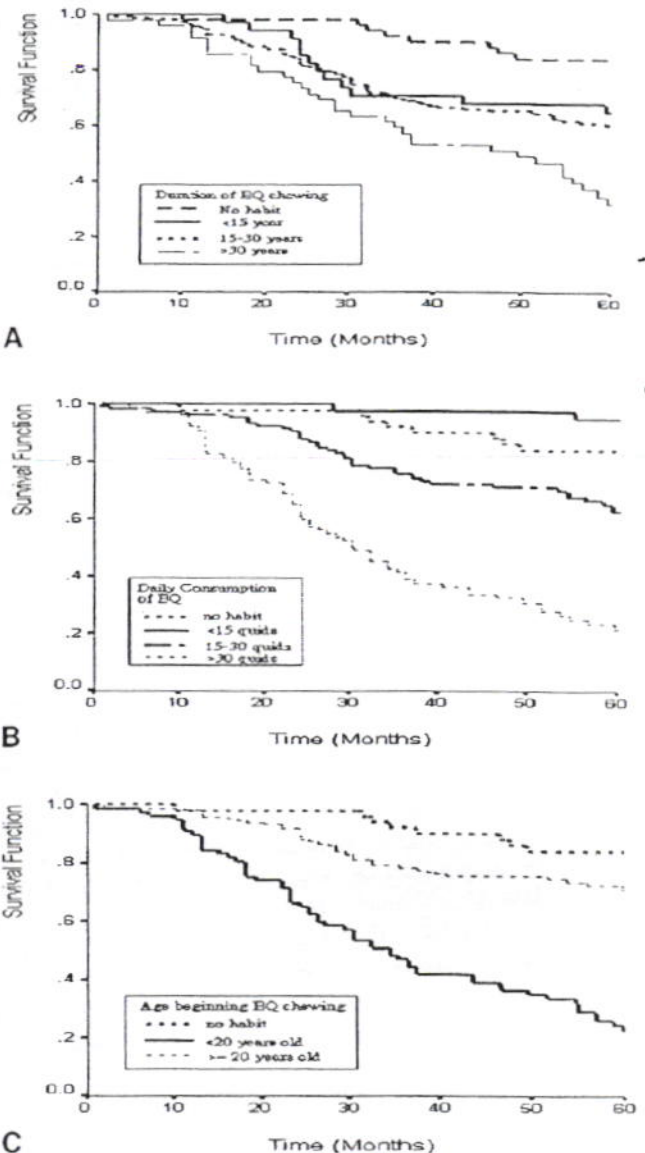 Survival Function
1.0
.8
.6
.4
.2
0.0
Duration of BQ chewing
No habit
<15 year
15-30 years
>30 years
0 10 20 30 40 50 60
Time (Months)
A
Survival Function
1.0
.8
.6
.4
.2
0.0
Daily Consumption
of BQ
no habit
<15 quids
15-30 quids
>30 quids
0 10 20 30 40 50 60
Time (Months)
B
Survival Function
1.0
.8
.6
.4
.2
0.0
Age beginning BQ chewing
no habit
<20 years old
>= 20 years old
0 10 20 30 40 50 60
Time (Months)
C